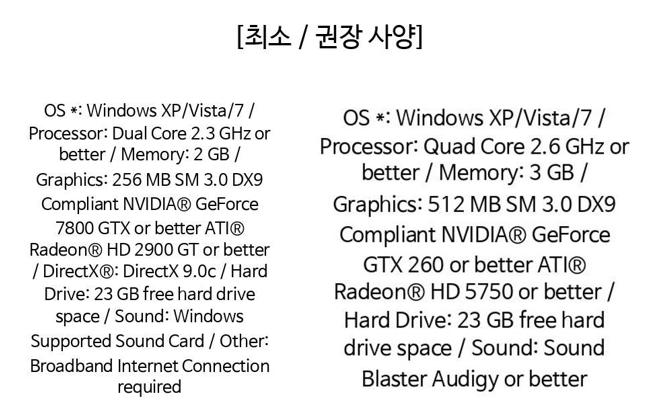 [최소 / 권장 사양]
OS *: Windows XP/Vista/7 /
Processor: Dual Core 2.3 GHz or
better / Memory: 2 GB /
Graphics: 256 MB SM 3.0 DX9
Compliant NVIDIA® GeForce
7800 GTX or better ATI®
Radeon® HD 2900 GT or better
/ DirectX®: DirectX 9.0c / Hard
Drive: 23 GB free hard drive
space / Sound: Windows
Supported Sound Card / Other:
Broadband Internet Connection
required
OS *: Windows XP/Vista/7 /
Processor: Quad Core 2.6 GHz or
better / Memory: 3 GB /
Graphics: 512 MB SM 3.0 DX9
Compliant NVIDIA® GeForce
GTX 260 or better ATI®
Radeon® HD 5750 or better /
Hard Drive: 23 GB free hard
drive space / Sound: Sound
Blaster Audigy or better